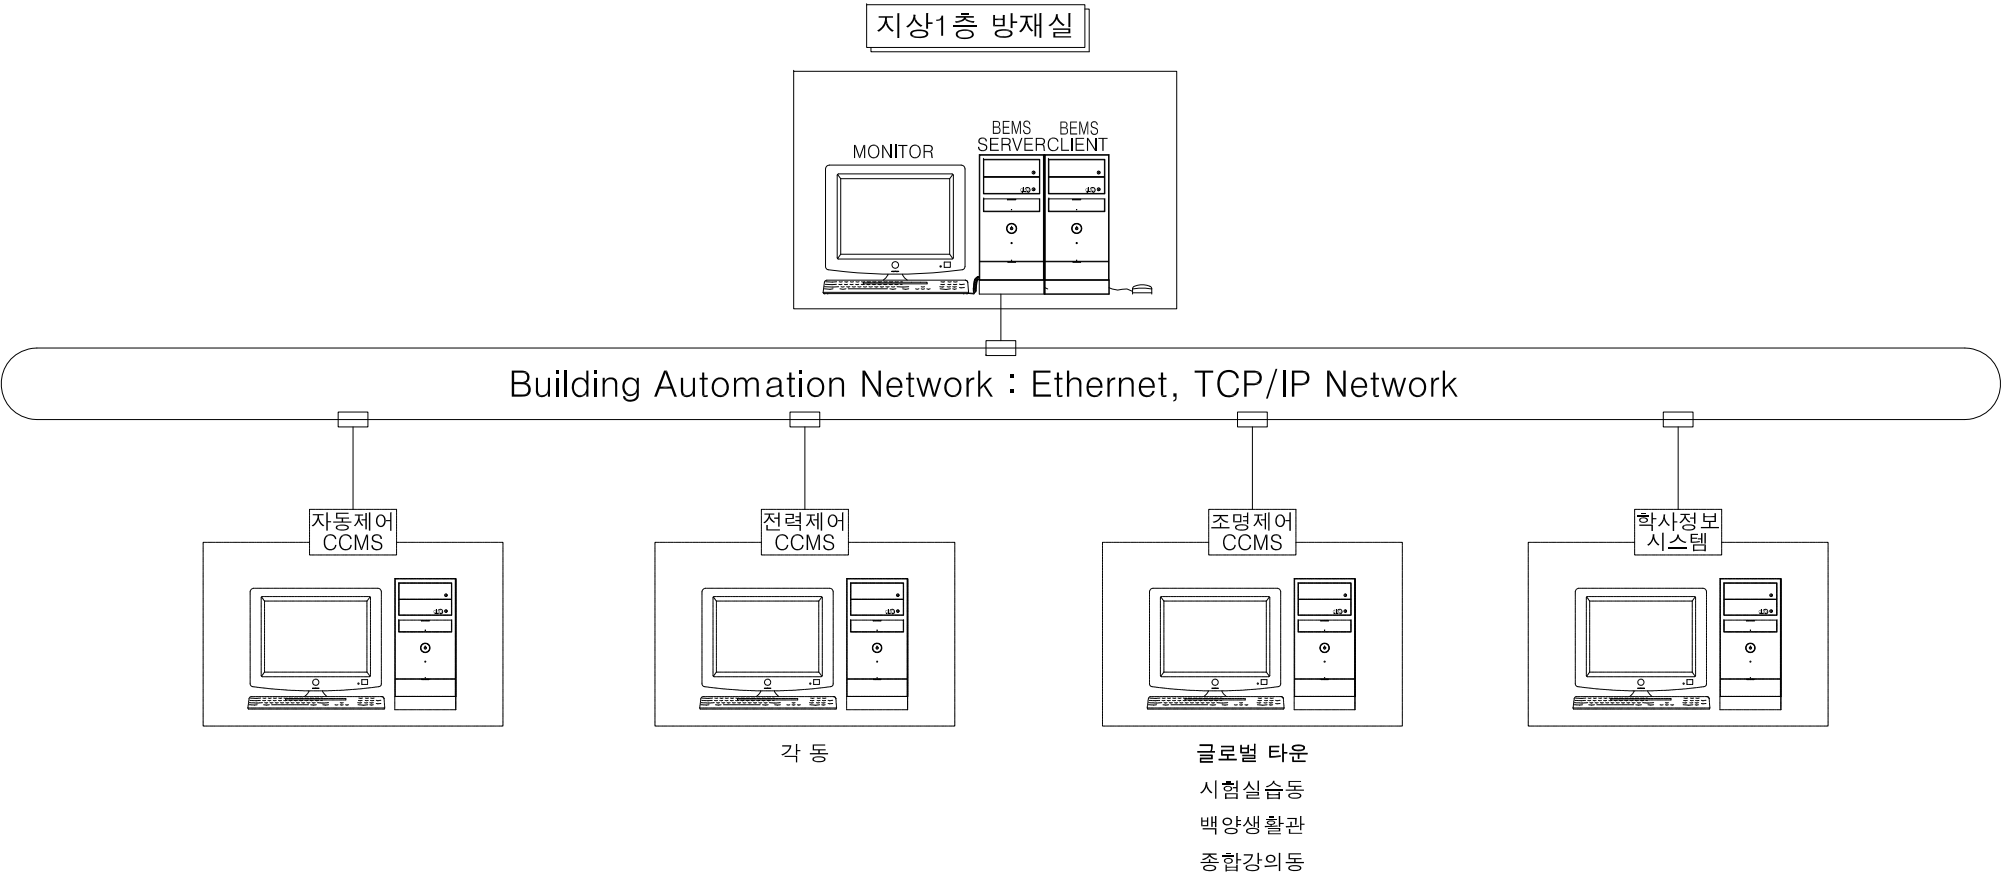 지상1층 방재실
BEMS BEMS
SERVERCLIENT
MONITOR
Building Automation Network : Ethernet, TCP/IP Network
자동제어
CCMS
전력제어
CCMS
조명제어
CCMS
학사정보
시스템
각 동
글로벌 타운
시험실습동
백양생활관
종합강의동